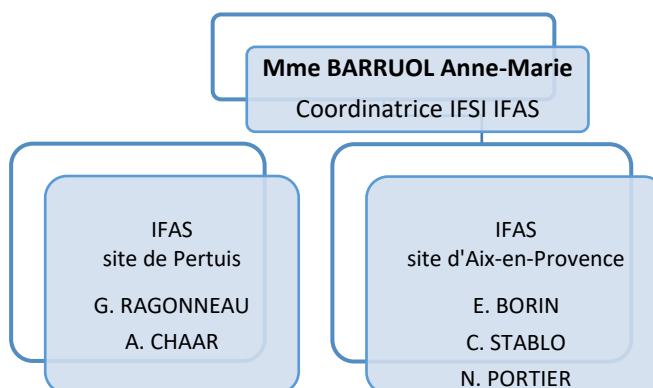 Mme BARRUOL Anne-Marie
Coordinatrice IFSI IFAS
IFAS
site de Pertuis
G. RAGONNEAU
A. CHAAR
IFAS
site d'Aix-en-Provence
E. BORIN
C. STABLO
N. PORTIER